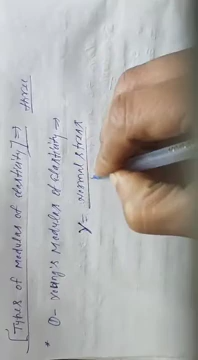 [Types of modulus of elasticity] ⇒ three
* ①- Young's modulus of Elasticity ⇒
Y = normal stress